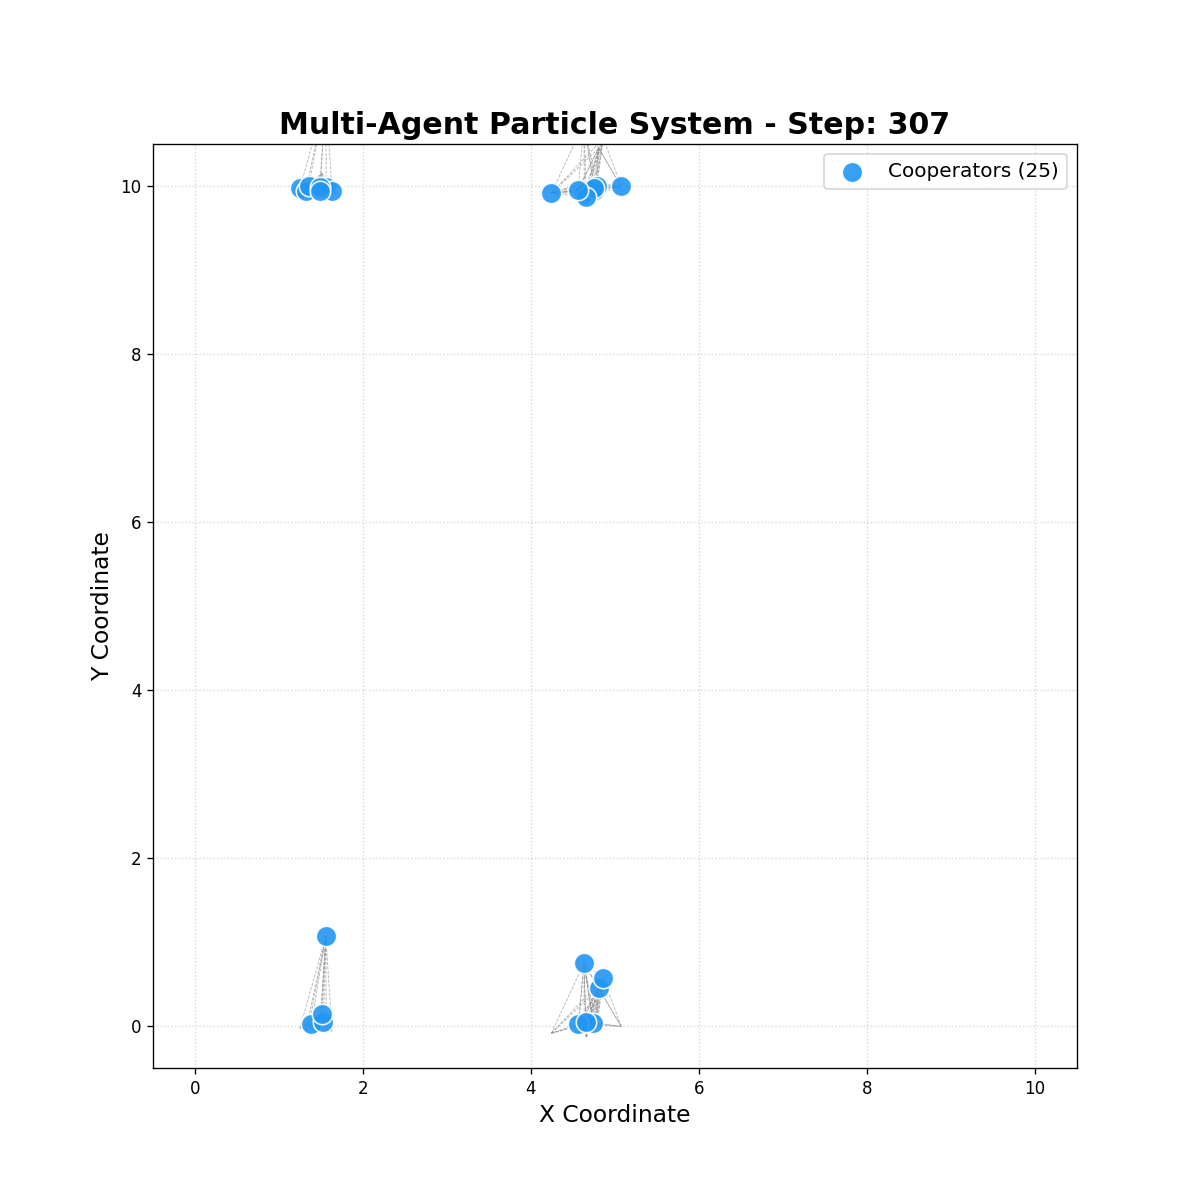 Multi-Agent Particle System - Step: 307
Cooperators (25)
10
8
6
4
2
0
Y Coordinate
0 2 4 6 8 10
X Coordinate